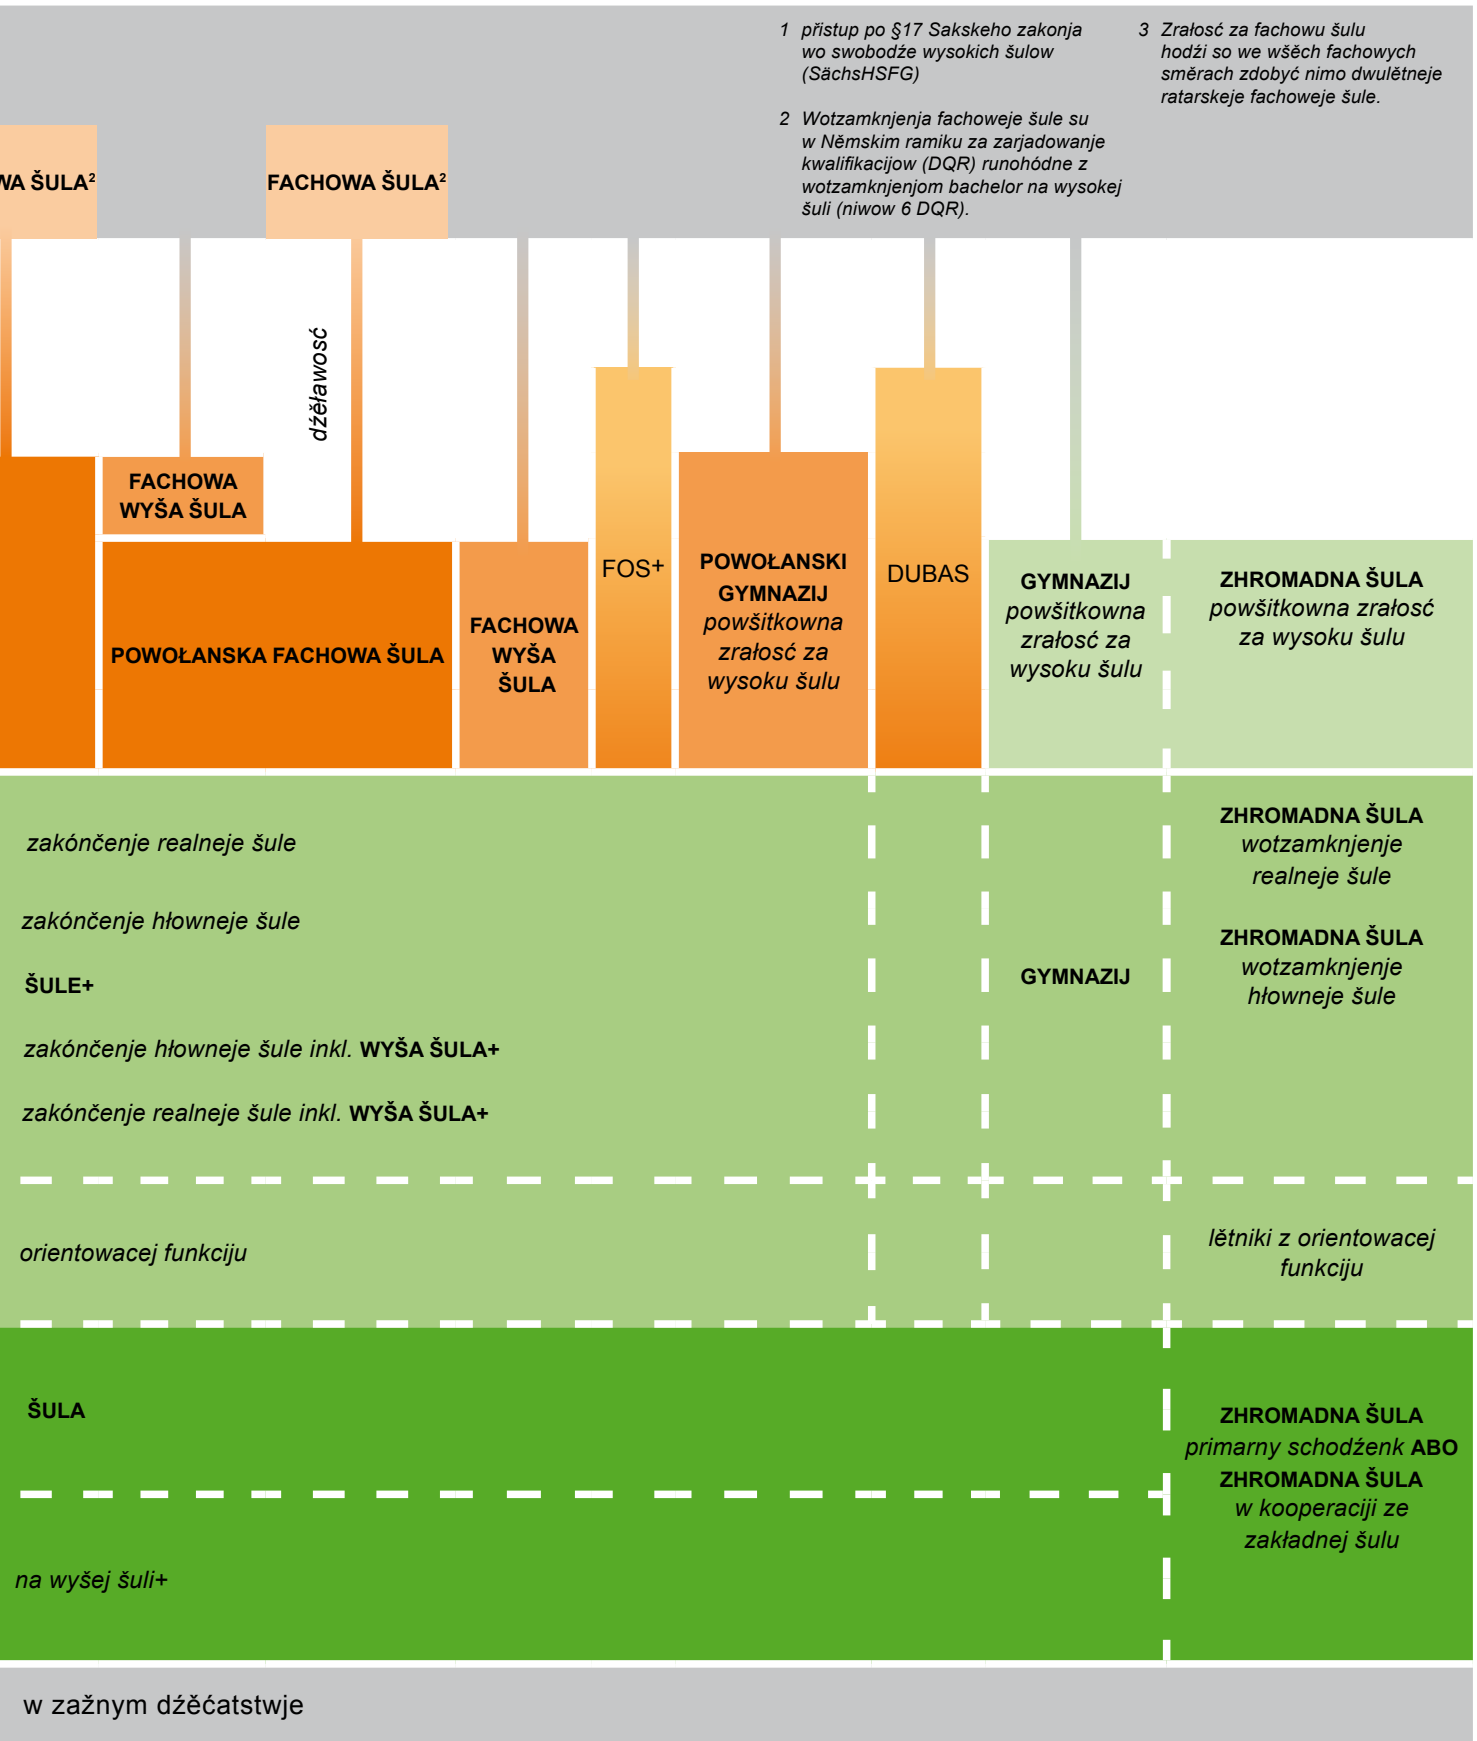 1 přistup po §17 Sakskeho zakonja
wo swobodźe wysokich šulow
(SächsHSFG)
2 Wotzamknjenja fachoweje šule su
w Němskim ramiku za zarjadowanje
kwalifikacijow (DQR) runohódne z
wotzamknjenjom bachelor na wysokej
šuli (niwow 6 DQR).
3 Zrałosć za fachowu šulu
hodźi so we wšěch fachowych
směrach zdobyć nimo dwulětneje
ratarskeje fachoweje šule.
WA ŠULA²
FACHOWA ŠULA²
dźěławosć
FACHOWA
WYŠA ŠULA
POWOŁANSKA FACHOWA ŠULA
FACHOWA
WYŠA
ŠULA
FOS+
POWOŁANSKI
GYMNAZIJ
powšitkowna
zrałosć za
wysoku šulu
DUBAS
GYMNAZIJ
powšitkowna
zrałosć za
wysoku šulu
ZHROMADNA ŠULA
powšitkowna zrałosć
za wysoku šulu
zakónčenje realneje šule
zakónčenje hłowneje šule
ŠULE+
zakónčenje hłowneje šule inkl. WYŠA ŠULA+
zakónčenje realneje šule inkl. WYŠA ŠULA+
GYMNAZIJ
ZHROMADNA ŠULA
wotzamknjenje
realneje šule
ZHROMADNA ŠULA
wotzamknjenje
hłowneje šule
orientowacej funkciju
lětniki z orientowacej
funkciju
ŠULA
na wyšej šuli+
ZHROMADNA ŠULA
primarny schodźenk ABO
ZHROMADNA ŠULA
w kooperaciji ze
zakładnej šulu
w zažnym dźěćatstwje